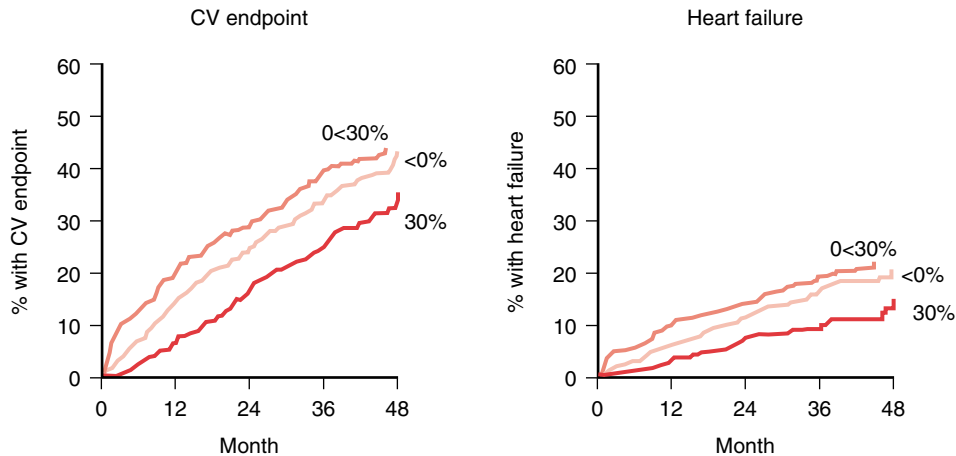 CV endpoint
% with CV endpoint
60
50
40
30
20
10
0
0<30%
<0%
30%
0 12 24 36 48
Month
Heart failure
% with heart failure
60
50
40
30
20
10
0
0<30%
<0%
30%
0 12 24 36 48
Month